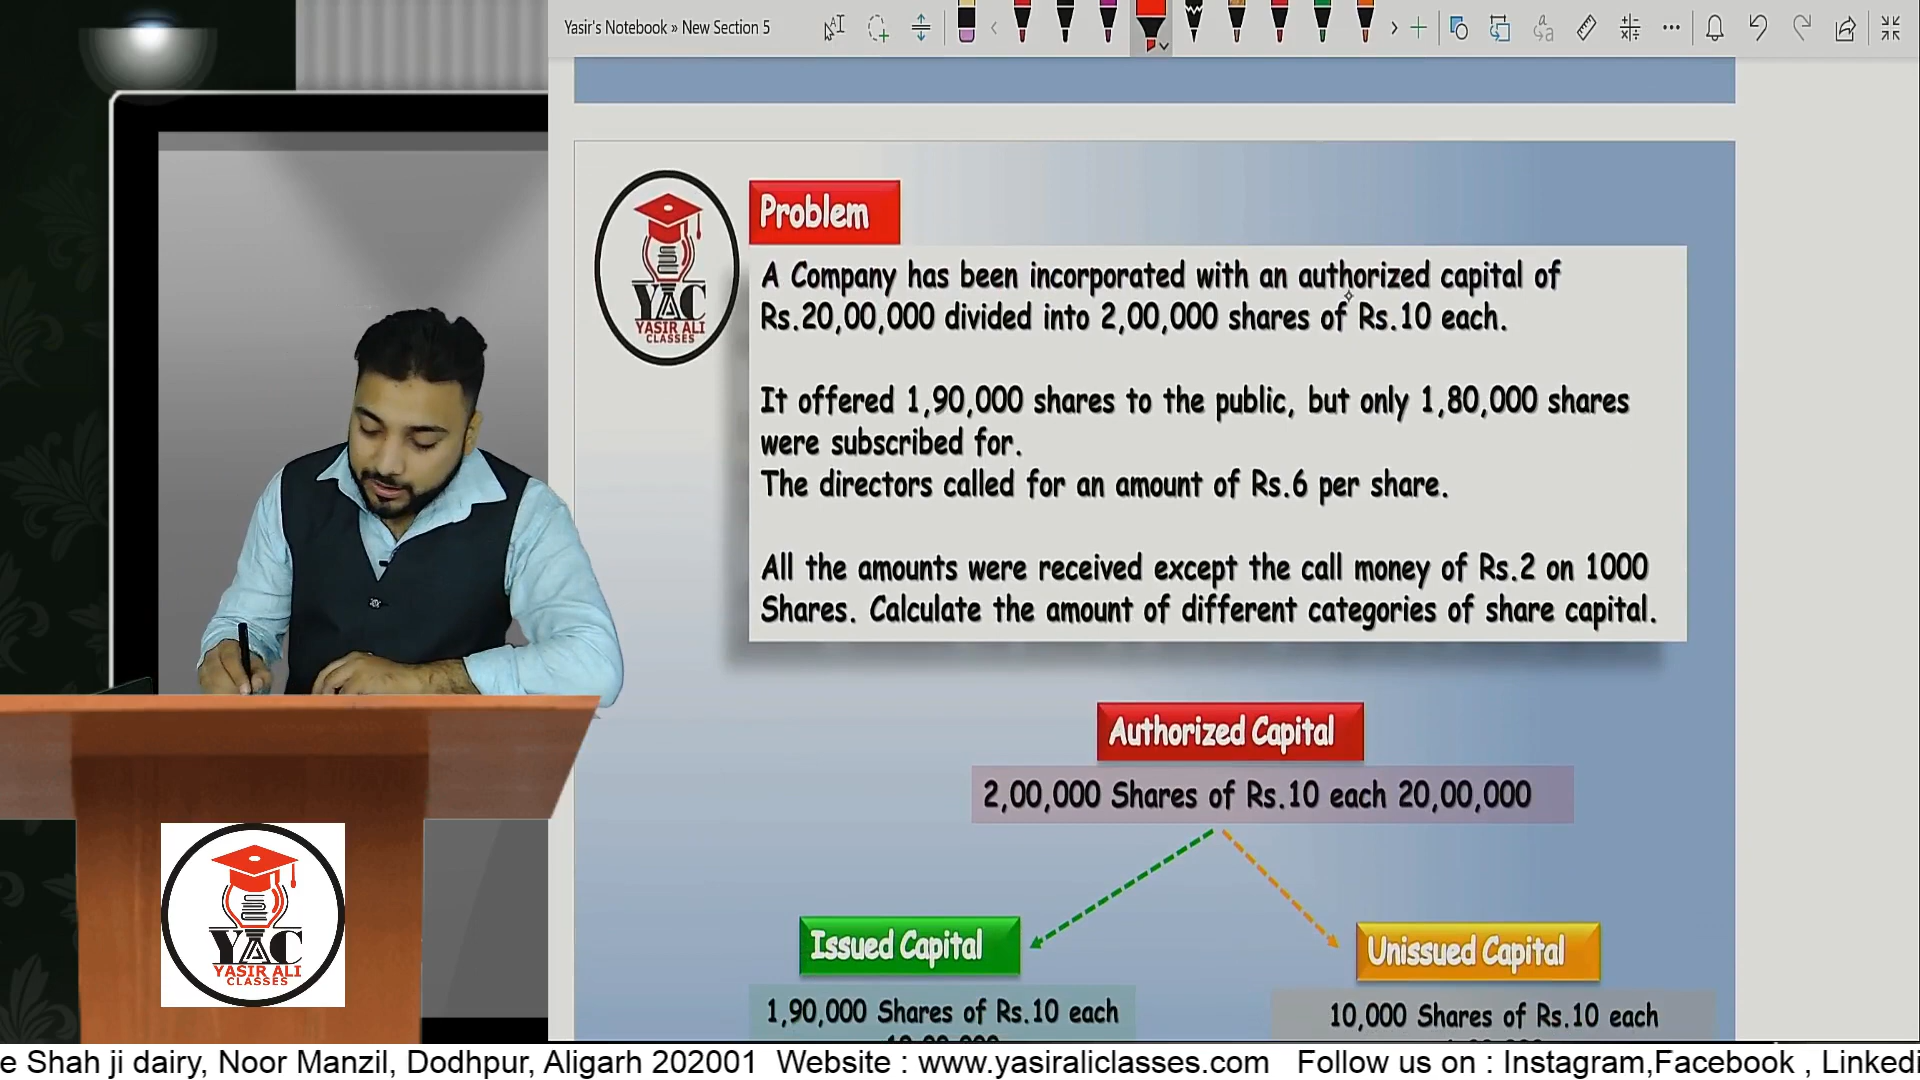 Yasir's Notebook » New Section 5
YAC
YASIR ALI
CLASSES
Problem
A Company has been incorporated with an authorized capital of
Rs.20,00,000 divided into 2,00,000 shares of Rs.10 each.
It offered 1,90,000 shares to the public, but only 1,80,000 shares
were subscribed for.
The directors called for an amount of Rs.6 per share.
All the amounts were received except the call money of Rs.2 on 1000
Shares. Calculate the amount of different categories of share capital.
Authorized Capital
2,00,000 Shares of Rs.10 each 20,00,000
Issued Capital
Unissued Capital
1,90,000 Shares of Rs.10 each
10,000 Shares of Rs.10 each
YAC
YASIR ALI
CLASSES
e Shah ji dairy, Noor Manzil, Dodhpur, Aligarh 202001 Website : www.yasiraliclasses.com Follow us on : Instagram,Facebook , Linkedi